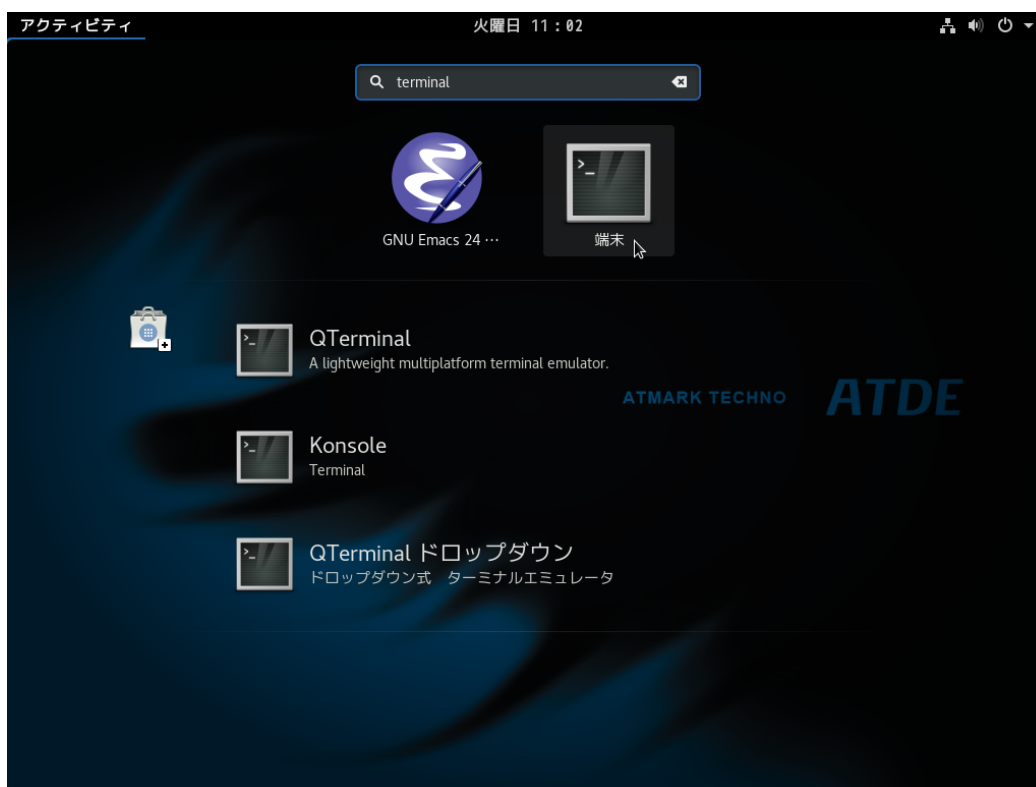 アクティビティ
火曜日 11:02
terminal
GNU Emacs 24 …
端末
QTerminal
A lightweight multiplatform terminal emulator.
ATMARK TECHNO
ATDE
Konsole
Terminal
QTerminal ドロップダウン
ドロップダウン式　ターミナルエミュレータ